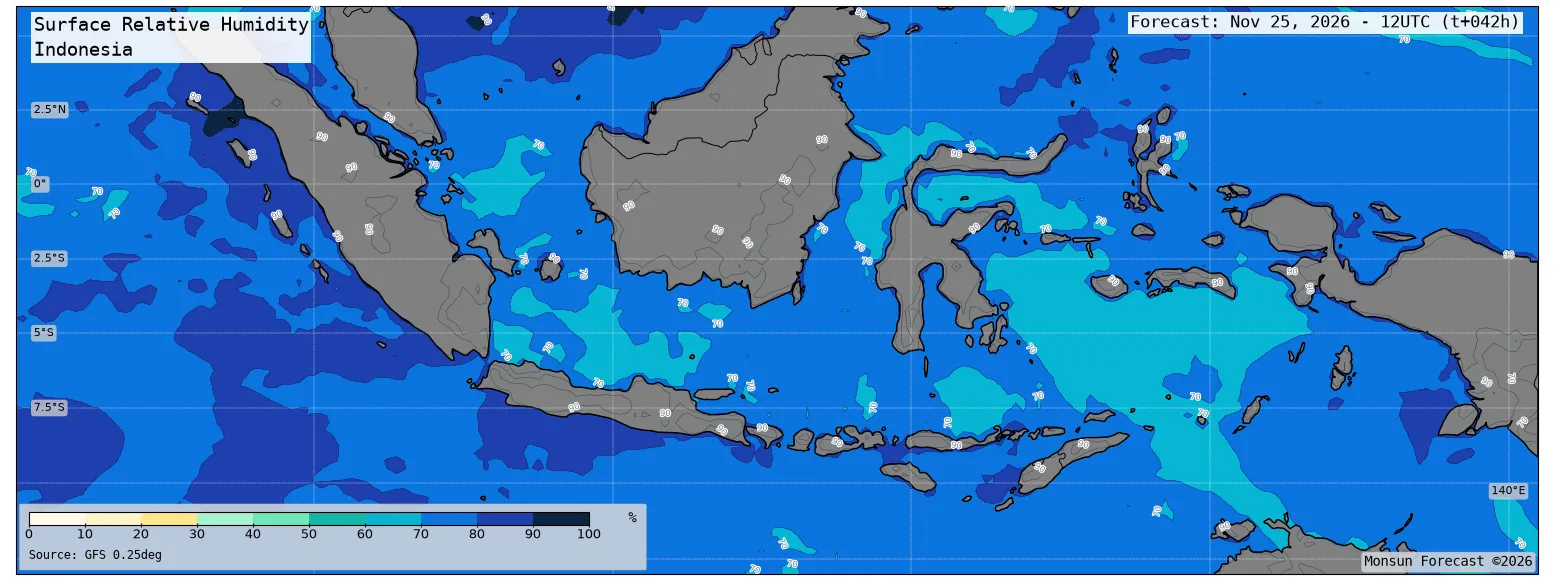 Surface Relative Humidity
Indonesia
Forecast: Nov 25, 2026 - 12UTC (t+042h)
2.5°N
0°
2.5°S
5°S
7.5°S
140°E
0 10 20 30 40 50 60 70 80 90 100
%
Source: GFS 0.25deg
Monsun Forecast ©2026